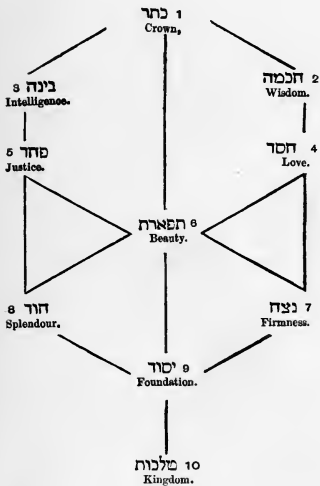 כתר 1
Crown,
3 בינה
Intelligence.
חכמה 2
Wisdom.
5 פחד
Justice.
חסד 4
Love.
תפארת 6
Beauty.
8 הוד
Splendour.
נצח 7
Firmness.
יסוד 9
Foundation.
מלכות 10
Kingdom.